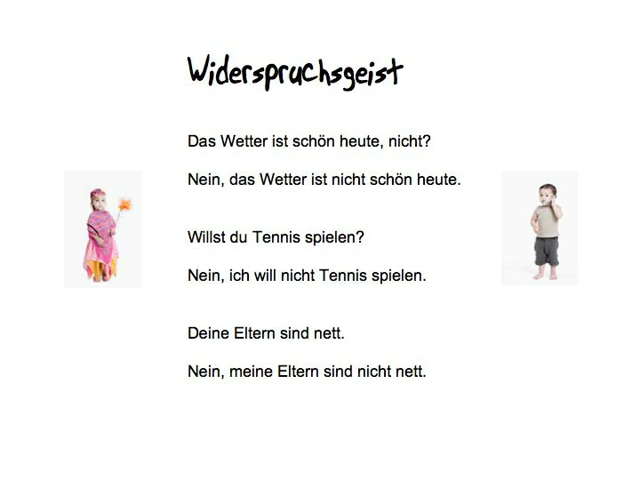 Widerspruchsgeist
Das Wetter ist schön heute, nicht?
Nein, das Wetter ist nicht schön heute.
Willst du Tennis spielen?
Nein, ich will nicht Tennis spielen.
Deine Eltern sind nett.
Nein, meine Eltern sind nicht nett.